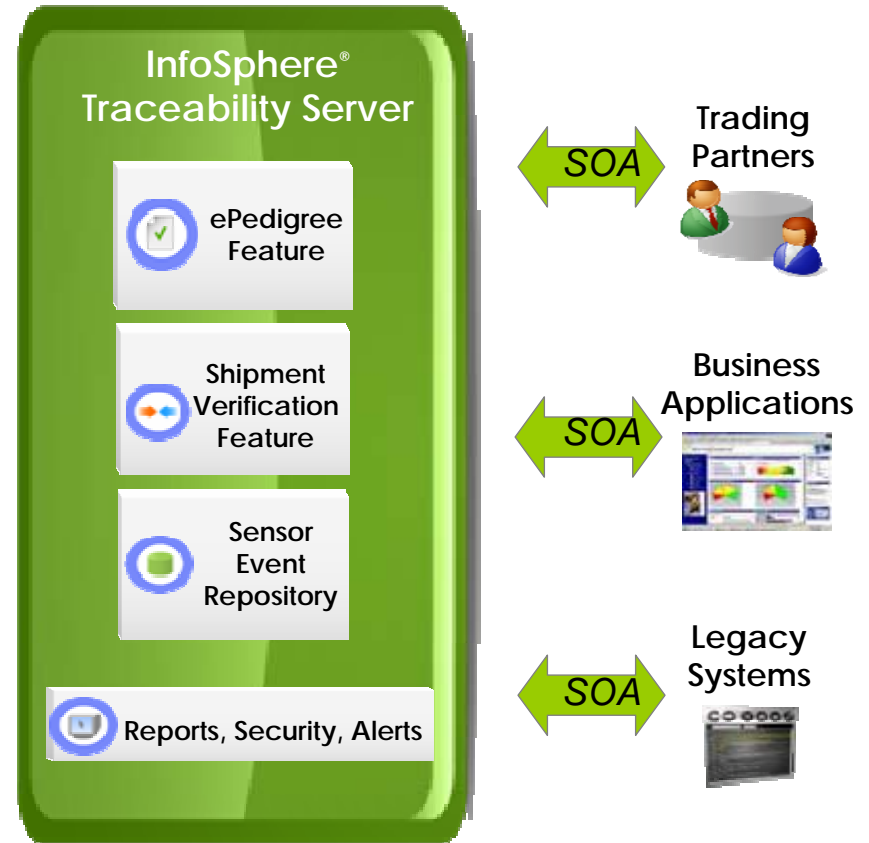 InfoSphere®
Traceability Server
ePedigree
Feature
Shipment
Verification
Feature
Sensor
Event
Repository
Reports, Security, Alerts
SOA
Trading
Partners
SOA
Business
Applications
SOA
Legacy
Systems